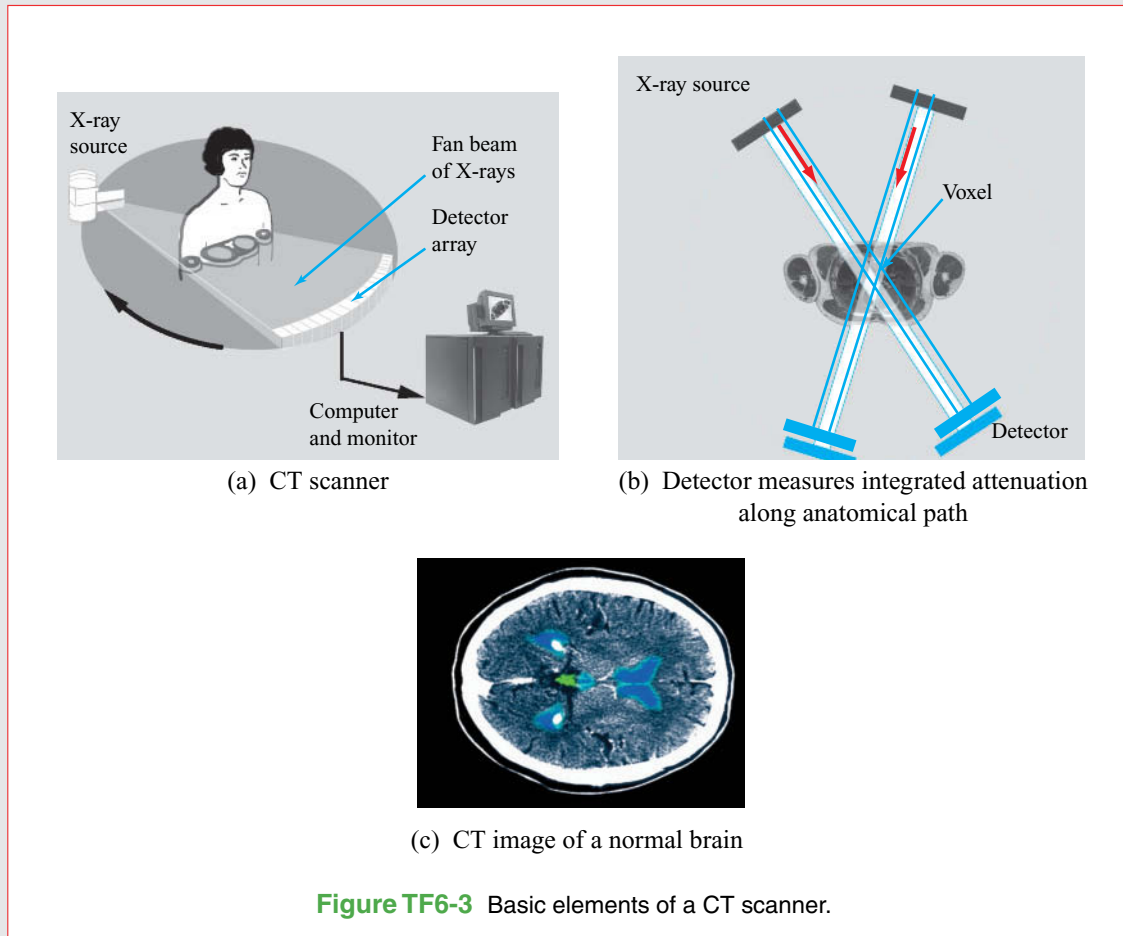 X-ray
source
Fan beam
of X-rays
Detector
array
Computer
and monitor
(a) CT scanner
X-ray source
Voxel
Detector
(b) Detector measures integrated attenuation
along anatomical path
(c) CT image of a normal brain
Figure TF6-3 Basic elements of a CT scanner.